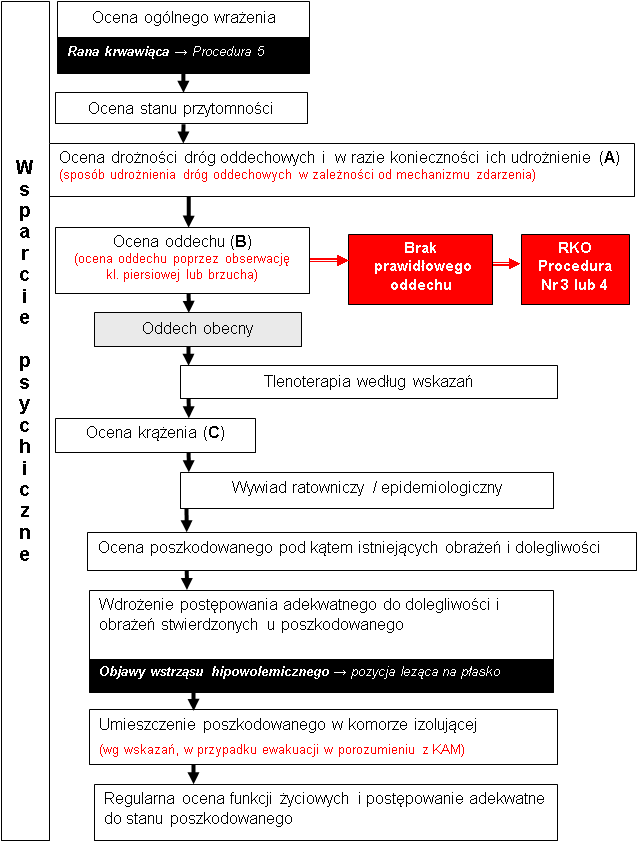 Wsparcie psychiczne
Ocena ogólnego wrażenia
Rana krwawiąca → Procedura 5
Ocena stanu przytomności
Ocena drożności dróg oddechowych i w razie konieczności ich udrożnienie (A)
(sposób udrożnienia dróg oddechowych w zależności od mechanizmu zdarzenia)
Ocena oddechu (B)
(ocena oddechu poprzez obserwację
kl. piersiowej lub brzucha)
Brak
prawidłowego
oddechu
RKO
Procedura
Nr 3 lub 4
Oddech obecny
Tlenoterapia według wskazań
Ocena krążenia (C)
Wywiad ratowniczy / epidemiologiczny
Ocena poszkodowanego pod kątem istniejących obrażeń i dolegliwości
Wdrożenie postępowania adekwatnego do dolegliwości i
obrażeń stwierdzonych u poszkodowanego
Objawy wstrząsu hipowolemicznego → pozycja leząca na płasko
Umieszczenie poszkodowanego w komorze izolującej
(wg wskazań, w przypadku ewakuacji w porozumieniu z KAM)
Regularna ocena funkcji życiowych i postępowanie adekwatne
do stanu poszkodowanego